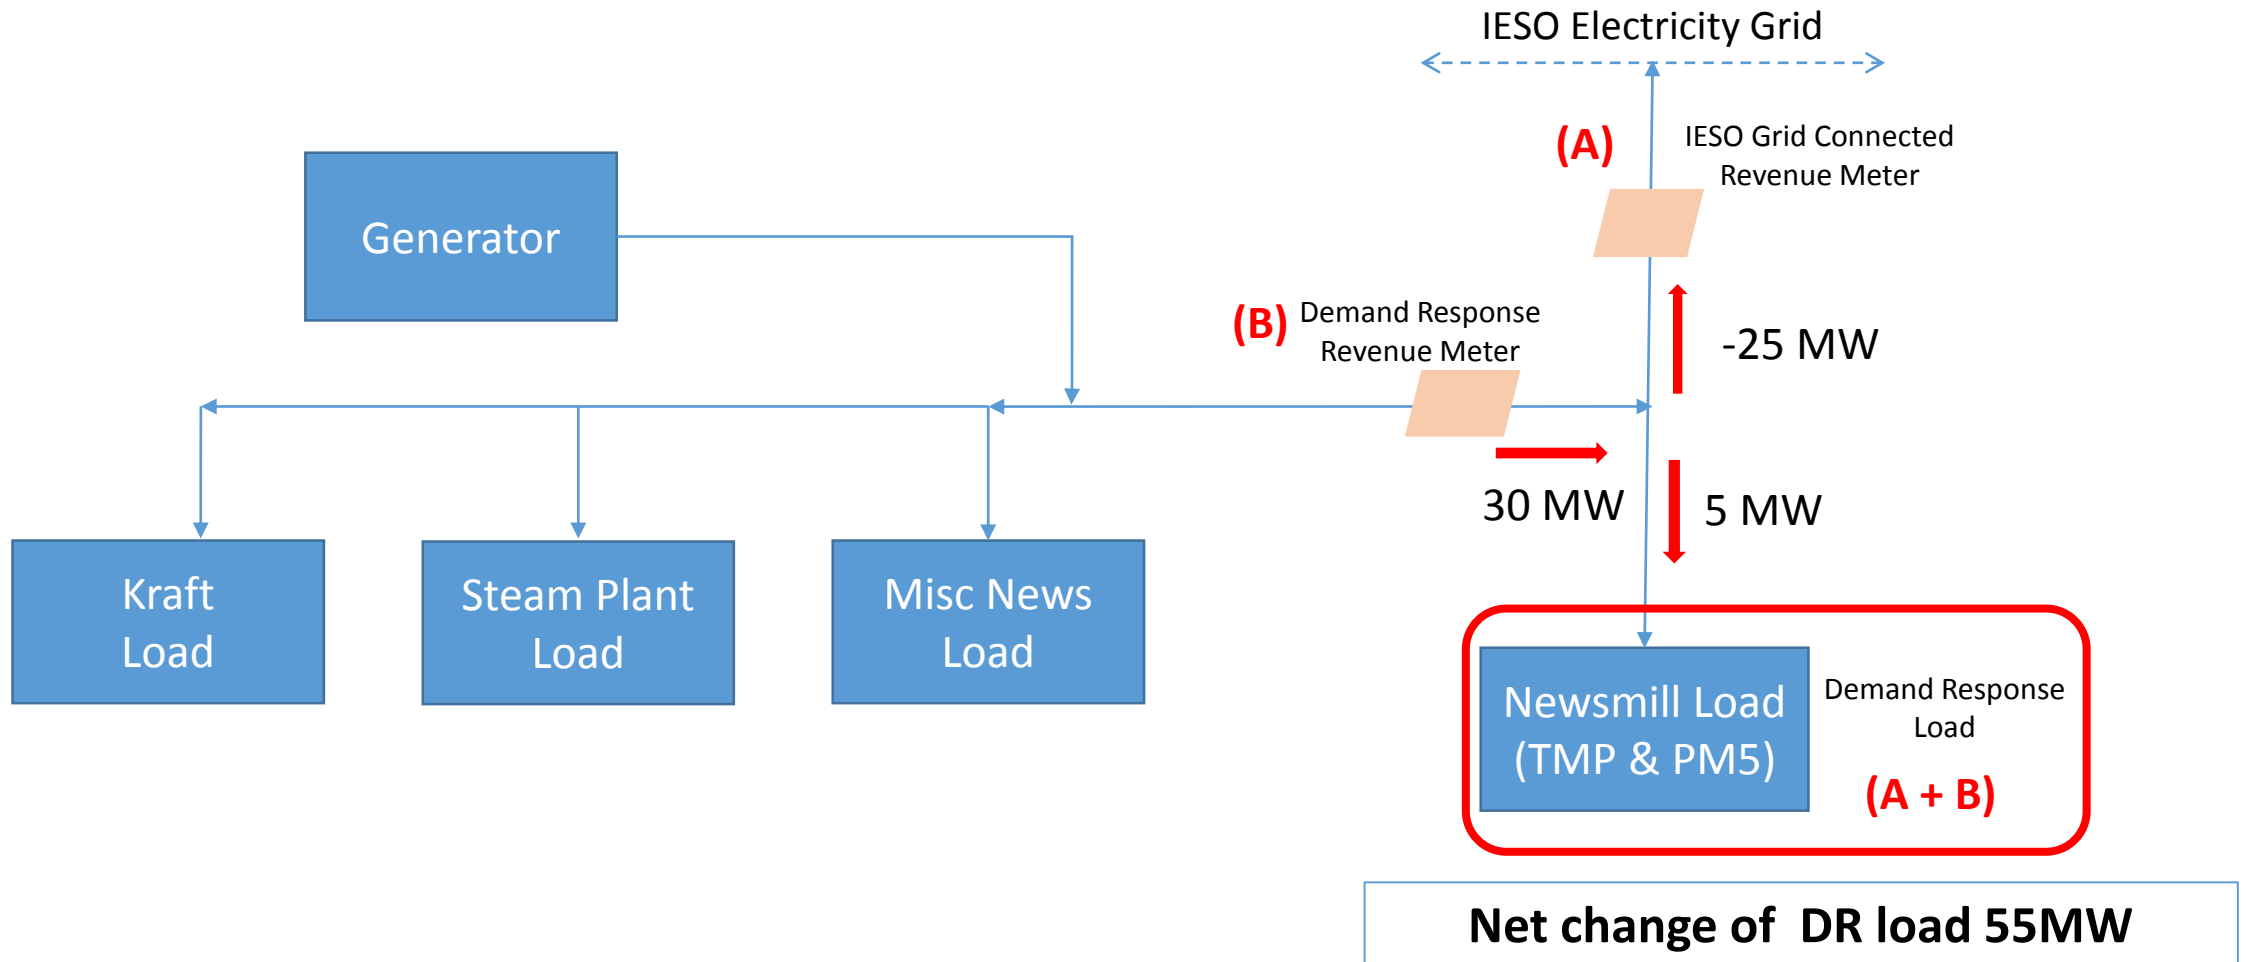 IESO Electricity Grid
(A)
IESO Grid Connected
Revenue Meter
Generator
(B)
Demand Response
Revenue Meter
-25 MW
30 MW
5 MW
Kraft
Load
Steam Plant
Load
Misc News
Load
Newsmill Load
(TMP & PM5)
Demand Response
Load
(A + B)
Net change of  DR load 55MW